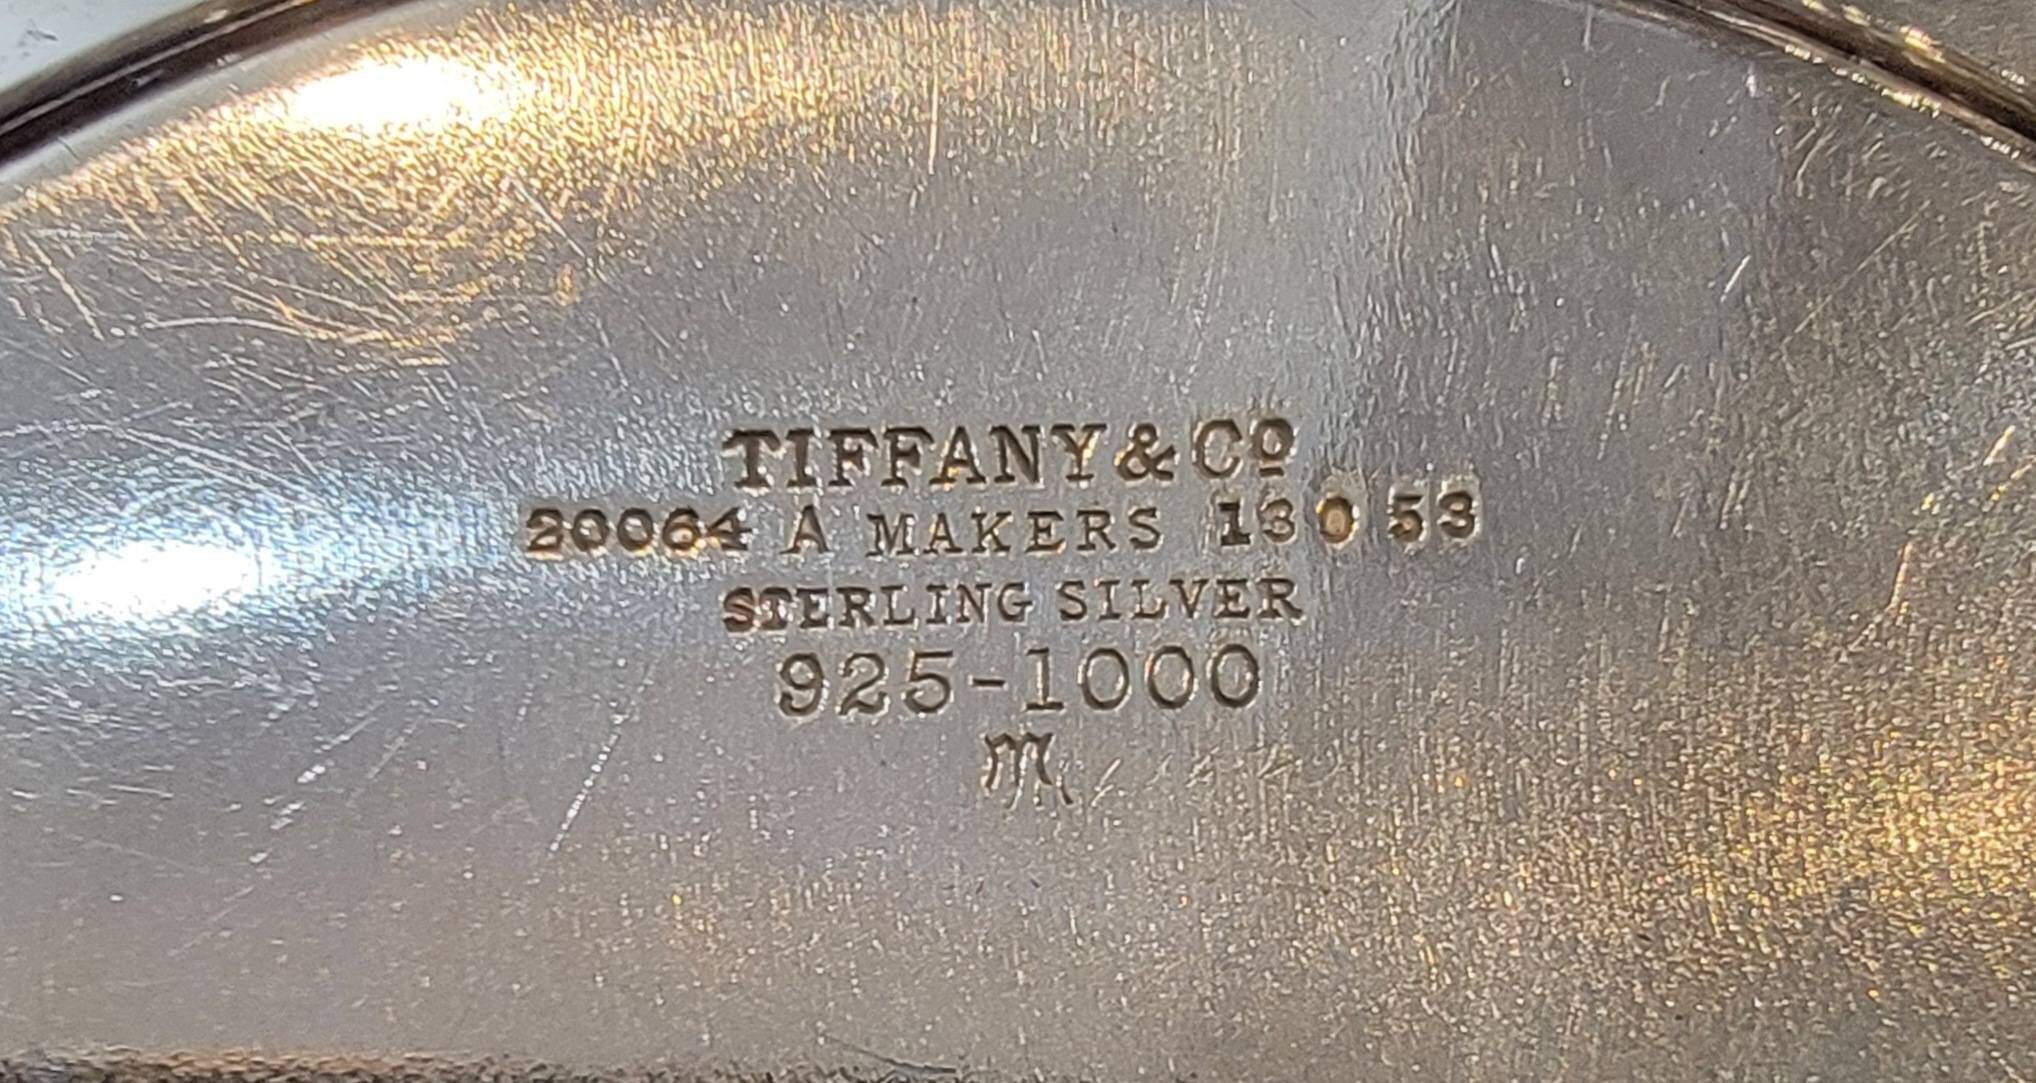 TIFFANY & Cº
20064 A MAKERS 13053
STERLING SILVER
925-1000
m